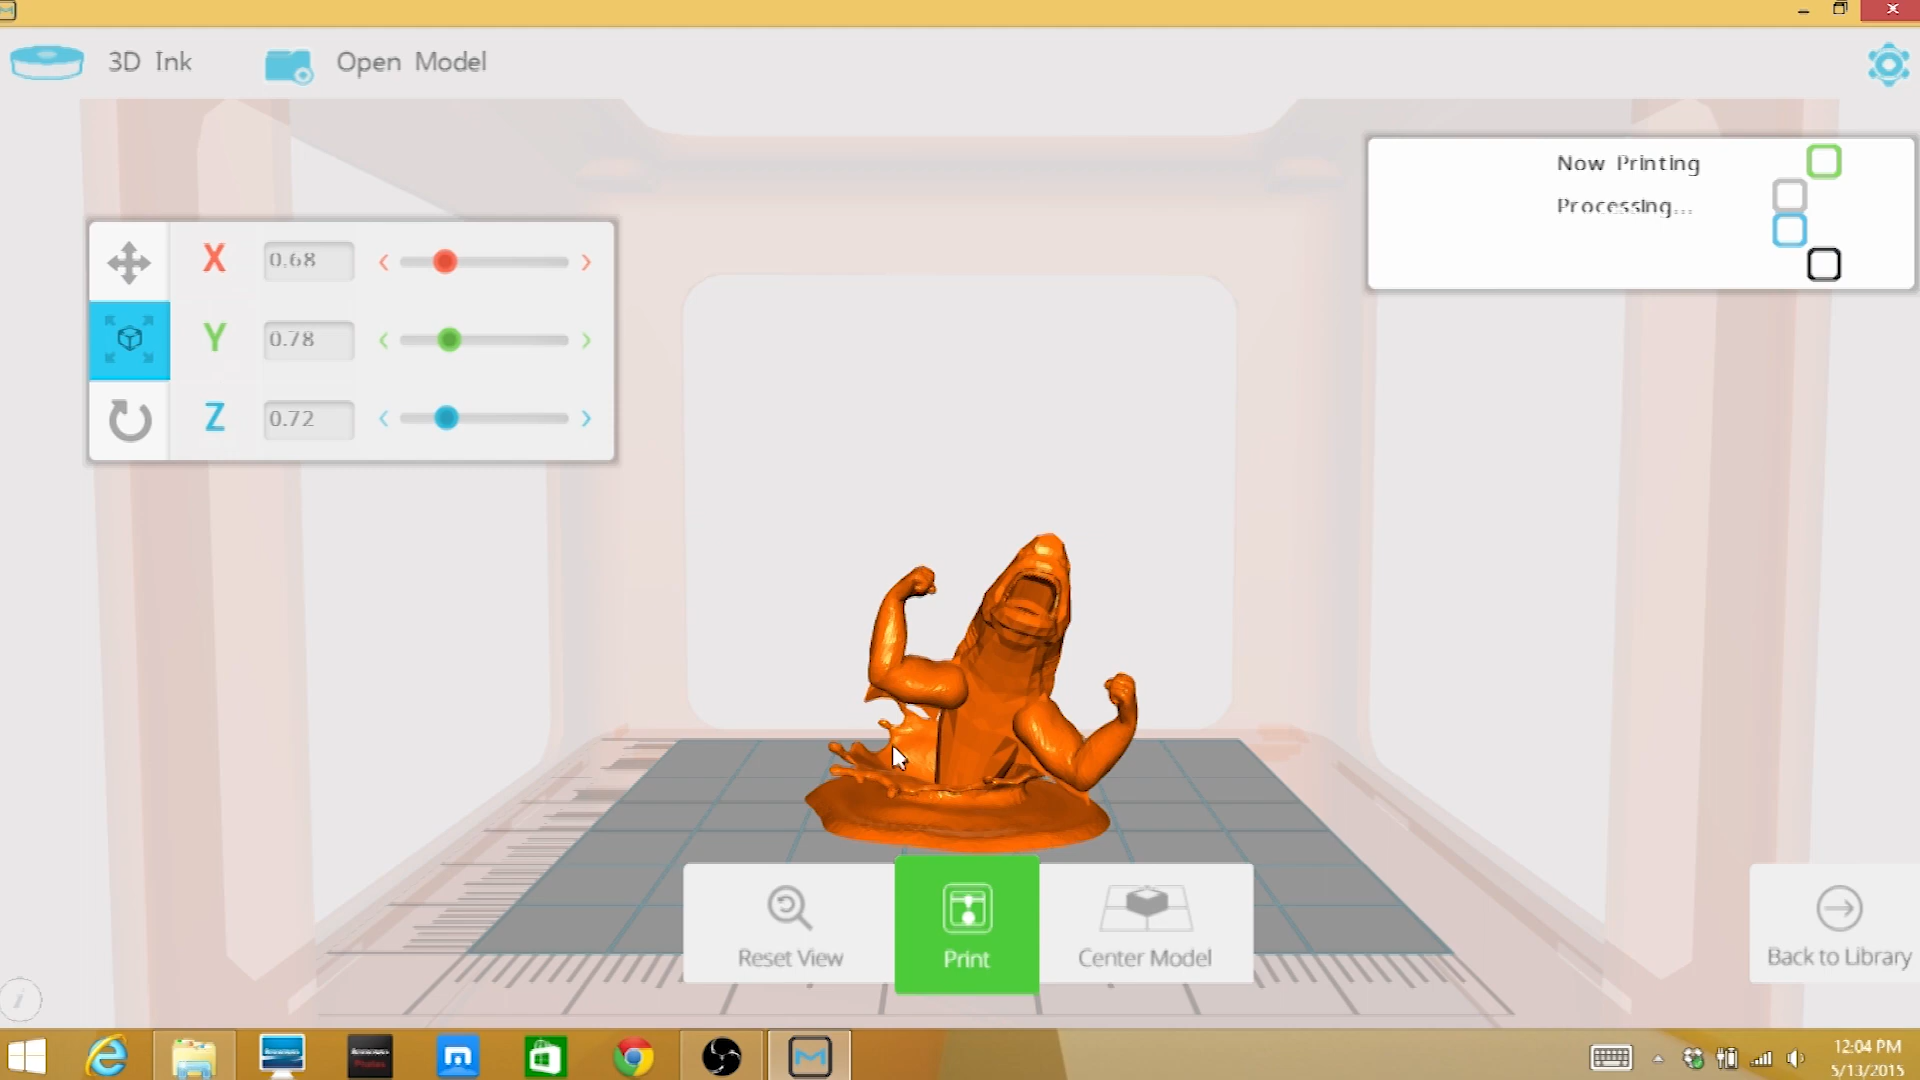 3D Ink
Open Model
Now Printing
Processing...
X 0.68
Y 0.78
Z 0.72
Reset View
Print
Center Model
Back to Library
12:04 PM
5/13/2015